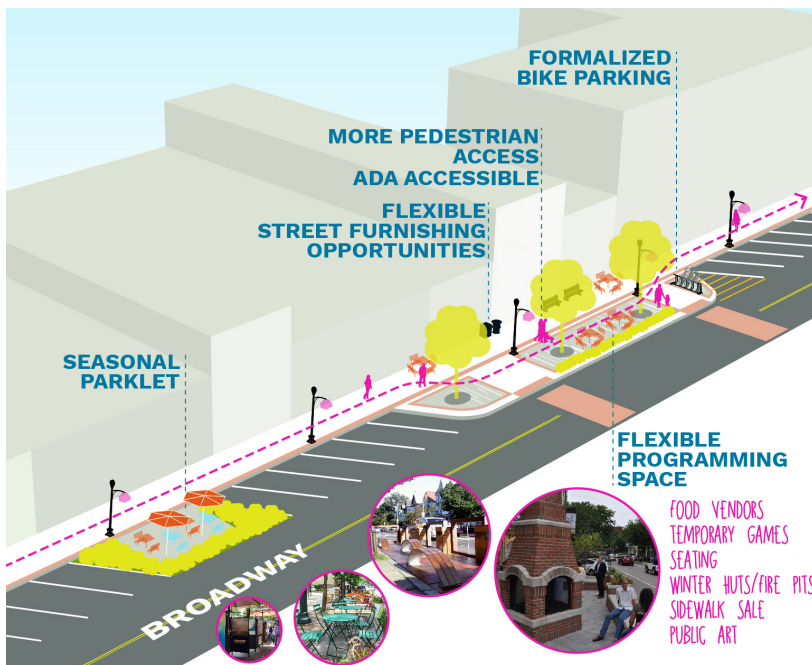 FORMALIZED
BIKE PARKING
MORE PEDESTRIAN
ACCESS
ADA ACCESSIBLE
FLEXIBLE
STREET FURNISHING
OPPORTUNITIES
SEASONAL
PARKLET
FLEXIBLE
PROGRAMMING
SPACE
FOOD VENDORS
TEMPORARY GAMES
SEATING
WINTER HUTS/FIRE PITS
SIDEWALK SALE
PUBLIC ART
BROADWAY